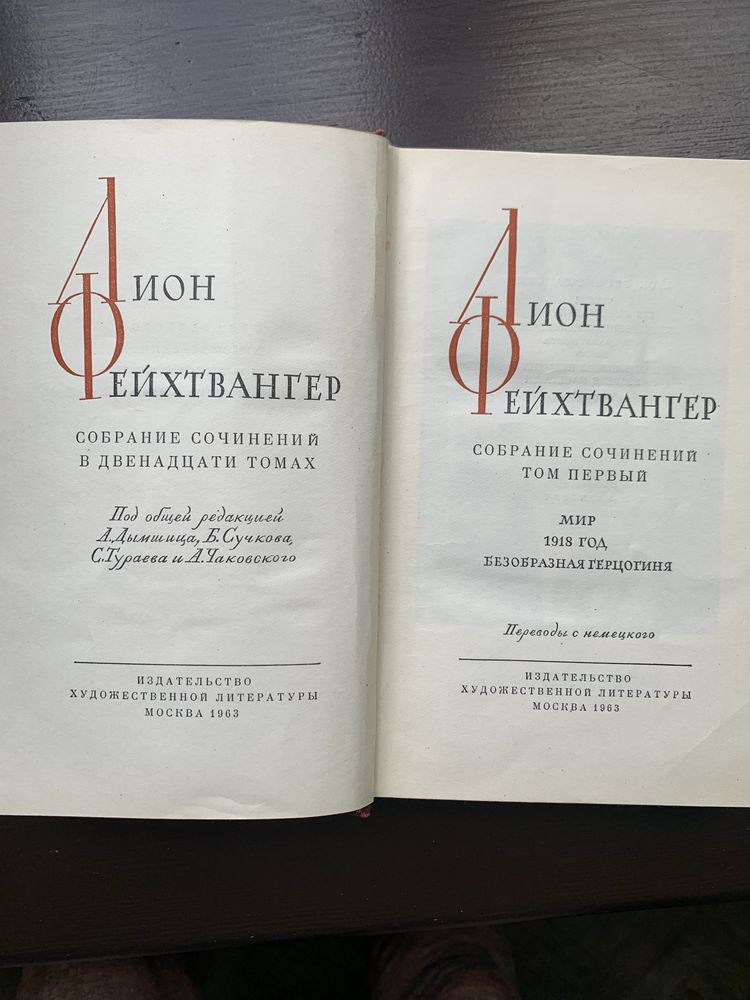 Лион
Фейхтвангер
СОБРАНИЕ СОЧИНЕНИЙ
В ДВЕНАДЦАТИ ТОМАХ
Под общей редакцией
А.Дымшица, Б.Сучкова,
С.Тураева и А.Чаковского
ИЗДАТЕЛЬСТВО
ХУДОЖЕСТВЕННОЙ ЛИТЕРАТУРЫ
МОСКВА 1963
Лион
Фейхтвангер
СОБРАНИЕ СОЧИНЕНИЙ
ТОМ ПЕРВЫЙ
МИР
1918 ГОД
БЕЗОБРАЗНАЯ ГЕРЦОГИНЯ
Переводы с немецкого
ИЗДАТЕЛЬСТВО
ХУДОЖЕСТВЕННОЙ ЛИТЕРАТУРЫ
МОСКВА 1963